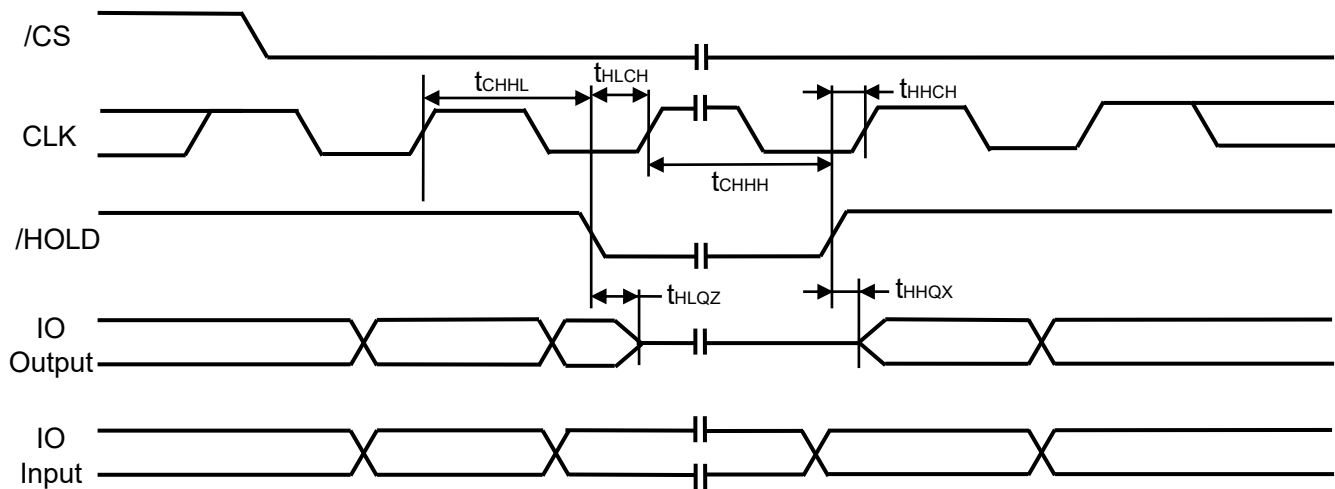 /CS
tCHHL
tHLCH
tHHCH
CLK
tCHHH
/HOLD
tHLQZ
tHHQX
IO
Output
IO
Input